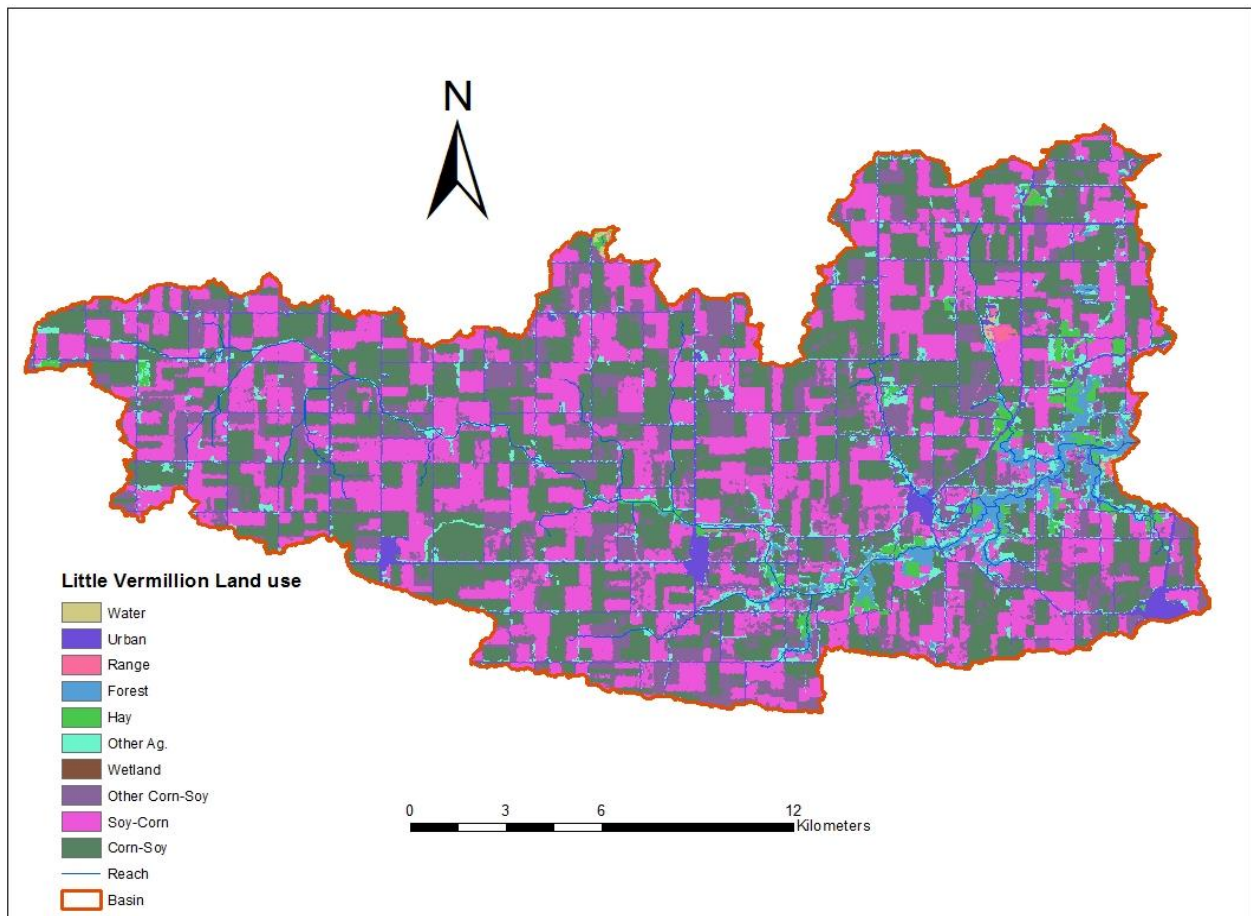 N
Little Vermillion Land use
Water
Urban
Range
Forest
Hay
Other Ag.
Wetland
Other Corn-Soy
Soy-Corn
Corn-Soy
Reach
Basin
0 3 6 12
Kilometers